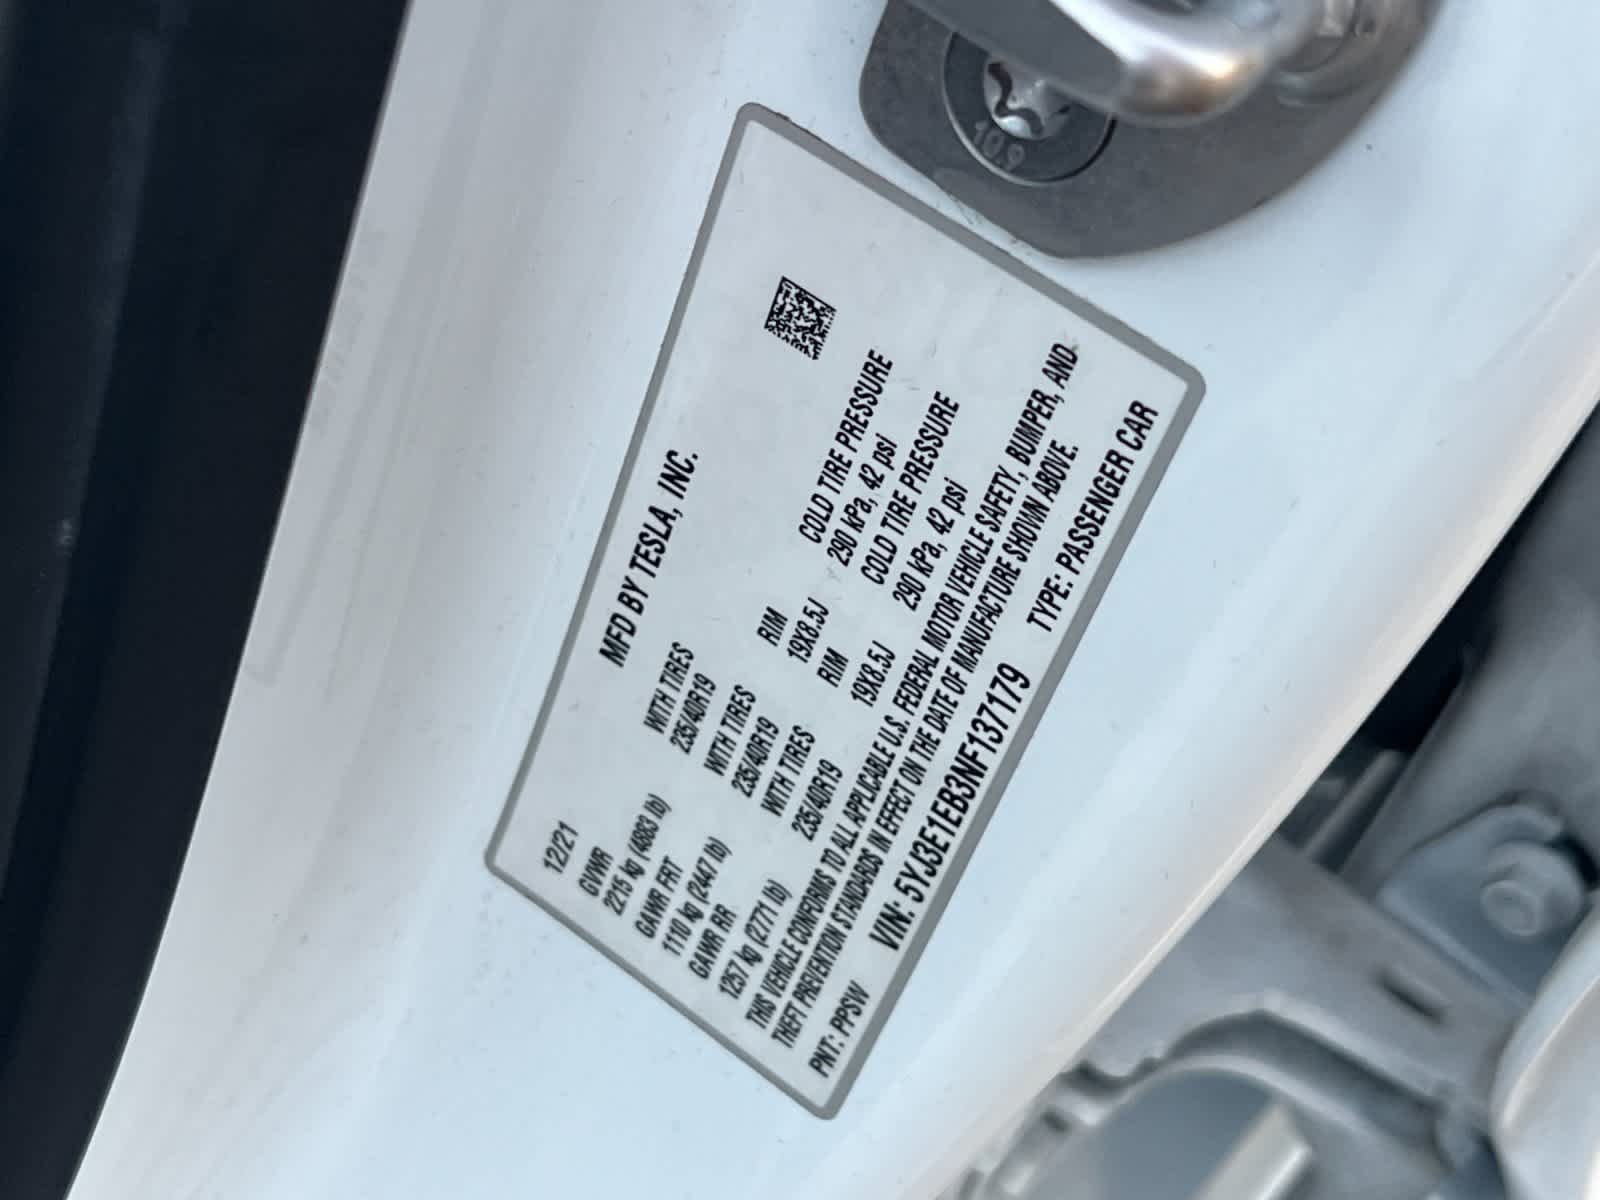 10.9
MFD BY TESLA, INC.
12/21
GVWR
2215 kg (4883 lb)
WITH TIRES
235/40R19
RIM
19X8.5J
COLD TIRE PRESSURE
290 kPa, 42 psi
GAWR FRT
1110 kg (2447 lb)
WITH TIRES
235/40R19
RIM
19X8.5J
COLD TIRE PRESSURE
290 kPa, 42 psi
GAWR RR
1257 kg (2771 lb)
WITH TIRES
235/40R19
THIS VEHICLE CONFORMS TO ALL APPLICABLE U.S. FEDERAL MOTOR VEHICLE SAFETY, BUMPER, AND
THEFT PREVENTION STANDARDS IN EFFECT ON THE DATE OF MANUFACTURE SHOWN ABOVE.
PNT: PPSW VIN: 5YJ3E1EB3NF137179 TYPE: PASSENGER CAR